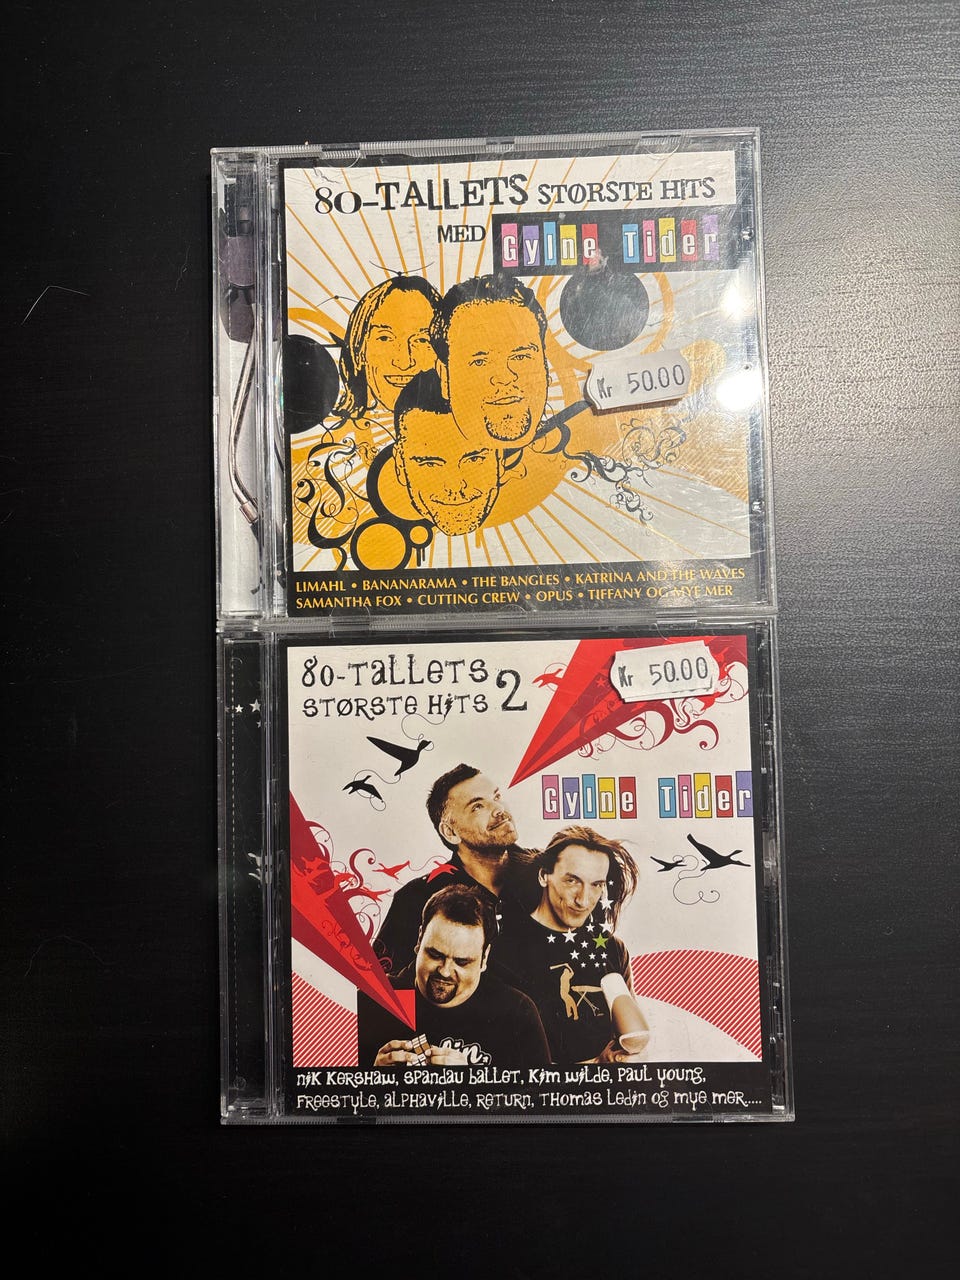 80-TALLETS STØRSTE HITS
MED Gylne Tider
Kr 50.00
LIMAHL • BANANARAMA • THE BANGLES • KATRINA AND THE WAVES
SAMANTHA FOX • CUTTING CREW • OPUS • TIFFANY OG MYE MER
80-TALLETS
STØRSTE HITS 2
Kr 50.00
Gylne Tider
NIK KERSHAW, SPANDAU BALLET, KIM WILDE, PAUL YOUNG,
FREESTYLE, ALPHAVILLE, RETURN, THOMAS LEDIN OG MYE MER.....